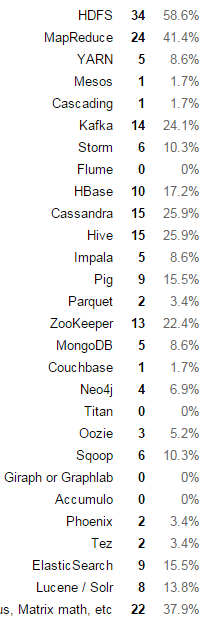 HDFS 34 58.6%
MapReduce 24 41.4%
YARN 5 8.6%
Mesos 1 1.7%
Cascading 1 1.7%
Kafka 14 24.1%
Storm 6 10.3%
Flume 0 0%
HBase 10 17.2%
Cassandra 15 25.9%
Hive 15 25.9%
Impala 5 8.6%
Pig 9 15.5%
Parquet 2 3.4%
ZooKeeper 13 22.4%
MongoDB 5 8.6%
Couchbase 1 1.7%
Neo4j 4 6.9%
Titan 0 0%
Oozie 3 5.2%
Sqoop 6 10.3%
Giraph or Graphlab 0 0%
Accumulo 0 0%
Phoenix 2 3.4%
Tez 2 3.4%
ElasticSearch 9 15.5%
Lucene / Solr 8 13.8%
Matrix math, etc 22 37.9%